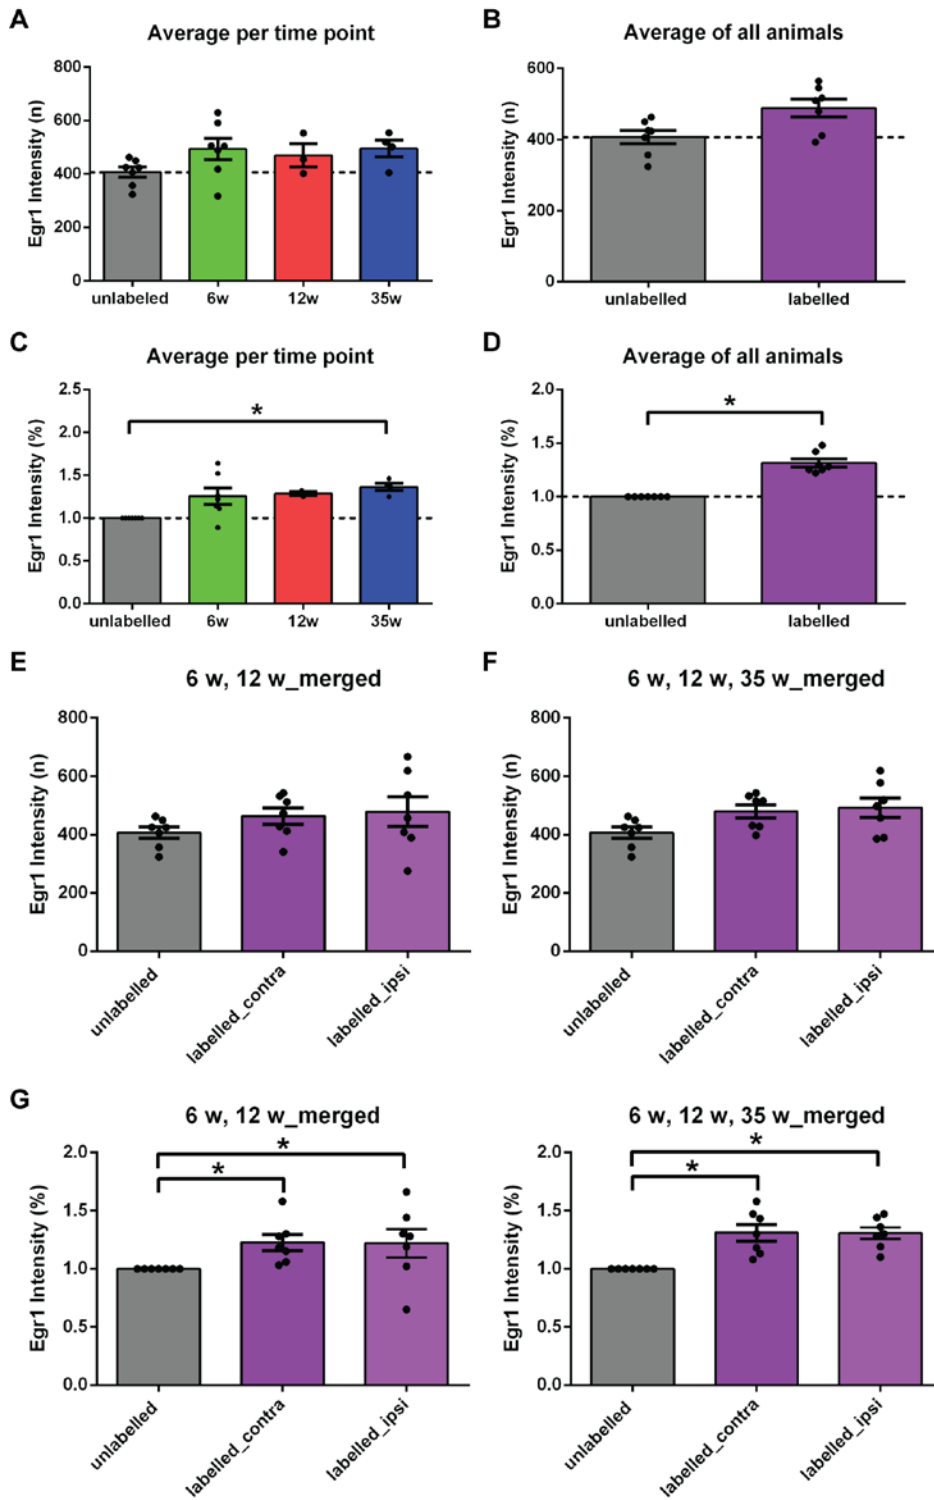 A
Average per time point
Egr1 Intensity (n)
800
600
400
200
0
unlabeled 6w 12w 35w
B
Average of all animals
Egr1 Intensity (n)
600
400
200
0
unlabelled labelled
C
Average per time point
Egr1 Intensity (%)
2.5
2.0
1.5
1.0
0.5
0.0
*
unlabelled 6w 12w 35w
D
Average of all animals
Egr1 Intensity (%)
2.0
1.5
1.0
0.5
0.0
*
unlabelled labelled
E
6 w, 12 w_merged
Egr1 Intensity (n)
800
600
400
200
0
unlabelled
labelled_contra
labelled_ipsi
F
6 w, 12 w, 35 w_merged
Egr1 Intensity (n)
800
600
400
200
0
unlabelled
labelled_contra
labelled_ipsi
G
6 w, 12 w_merged
Egr1 Intensity (%)
2.0
1.5
1.0
0.5
0.0
*
*
unlabelled
labelled_contra
labelled_ipsi
6 w, 12 w, 35 w_merged
Egr1 Intensity (%)
2.0
1.5
1.0
0.5
0.0
*
*
unlabelled
labelled_contra
labelled_ipsi